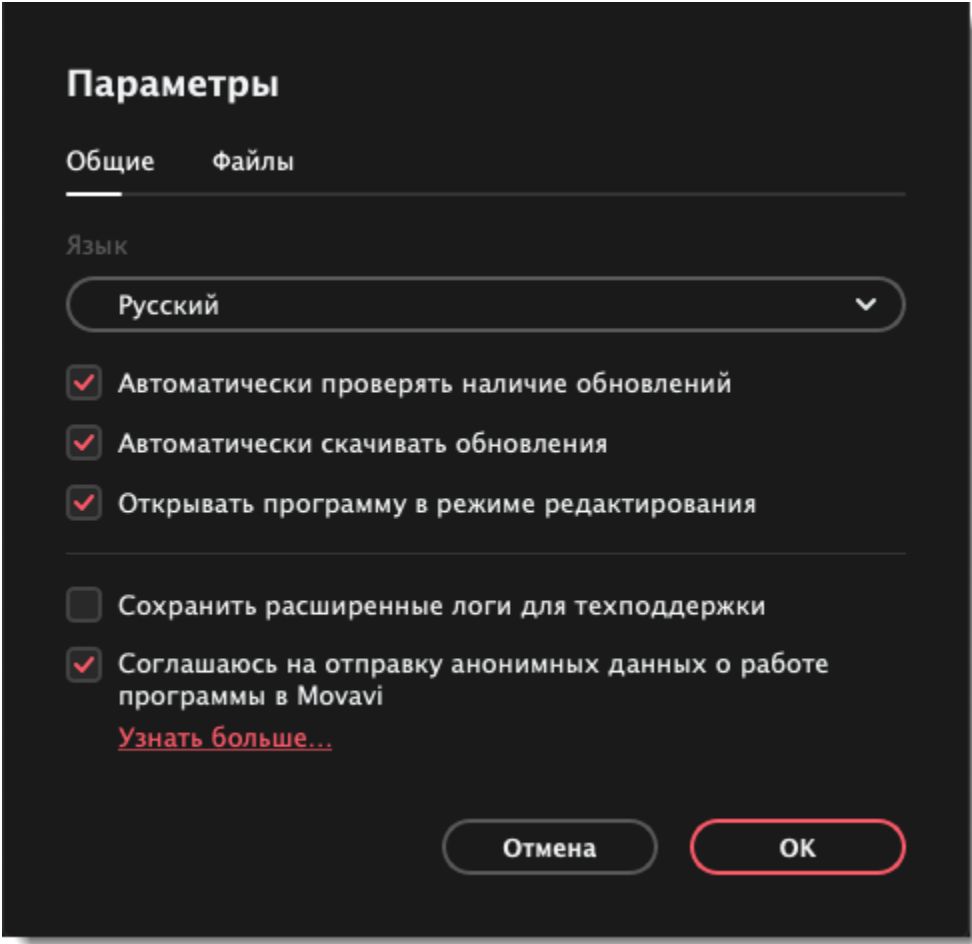 Параметры
Общие Файлы
Язык
Русский
Автоматически проверять наличие обновлений
Автоматически скачивать обновления
Открывать программу в режиме редактирования
Сохранить расширенные логи для техподдержки
Соглашаюсь на отправку анонимных данных о работе
программы в Movavi
Узнать больше...
Отмена ОК